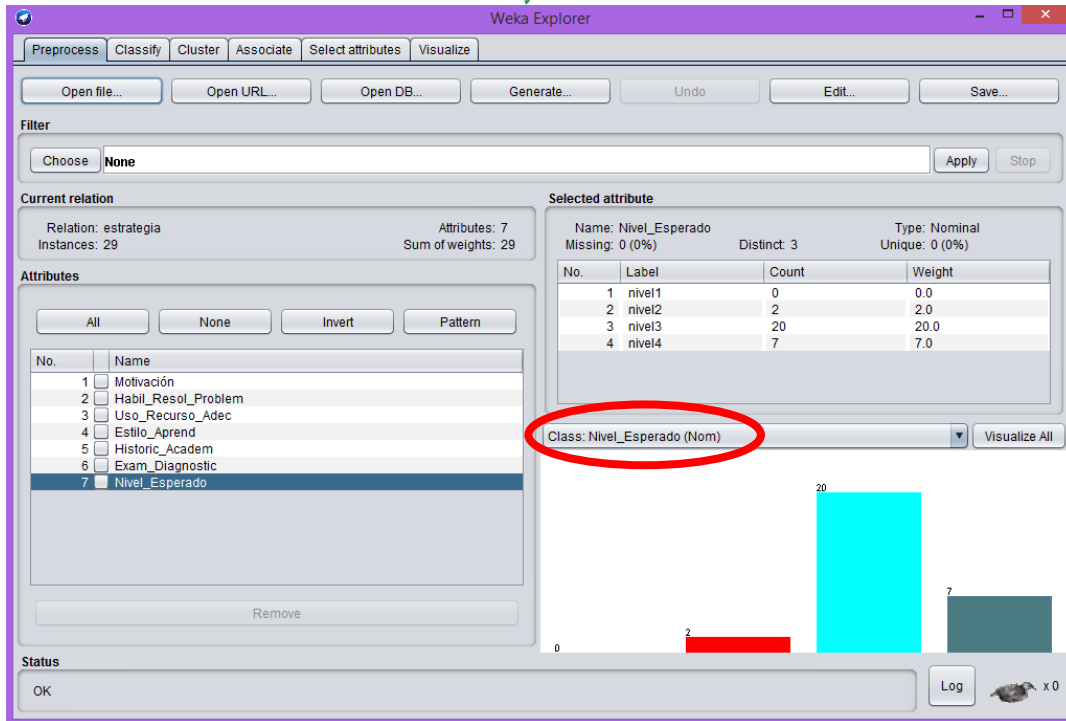 Weka Explorer
Preprocess Classify Cluster Associate Select attributes Visualize
Open file... Open URL... Open DB... Generate... Undo Edit... Save...
Filter
Choose None Apply Stop
Current relation
Relation: estrategia Attributes: 7
Instances: 29 Sum of weights: 29
Attributes
All None Invert Pattern
No. Name
1 Motivación
2 Habil_Resol_Problem
3 Uso_Recurso_Adec
4 Estilo_Aprend
5 Historic_Academ
6 Exam_Diagnostic
7 Nivel_Esperado
Remove
Selected attribute
Name: Nivel_Esperado Type: Nominal
Missing: 0 (0%) Distinct: 3 Unique: 0 (0%)
No. Label Count Weight
1 nivel1 0 0.0
2 nivel2 2 2.0
3 nivel3 20 20.0
4 nivel4 7 7.0
Class: Nivel_Esperado (Nom) Visualize All
0
2
20
7
Status
OK
Log x 0